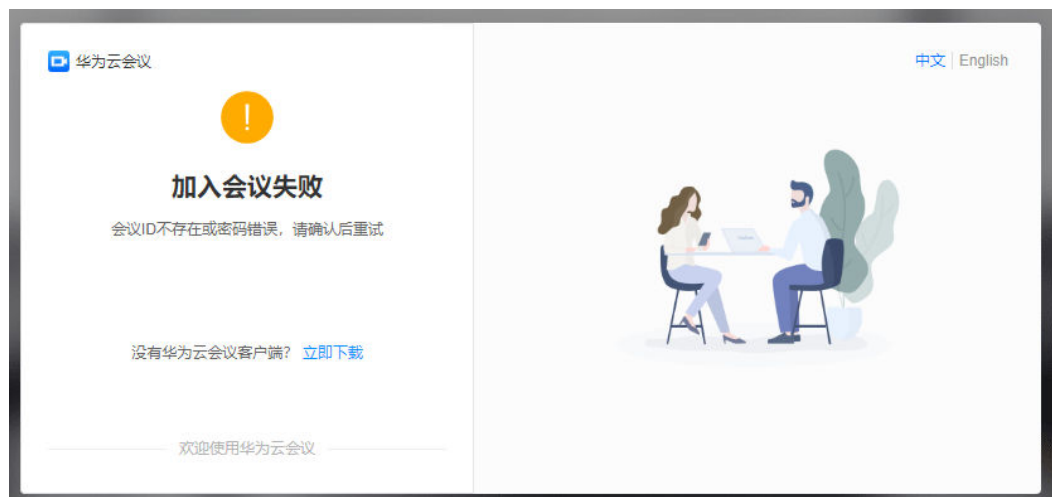 华为云会议
中文 | English
加入会议失败
会议ID不存在或密码错误，请确认后重试
没有华为云会议客户端？ 立即下载
欢迎使用华为云会议